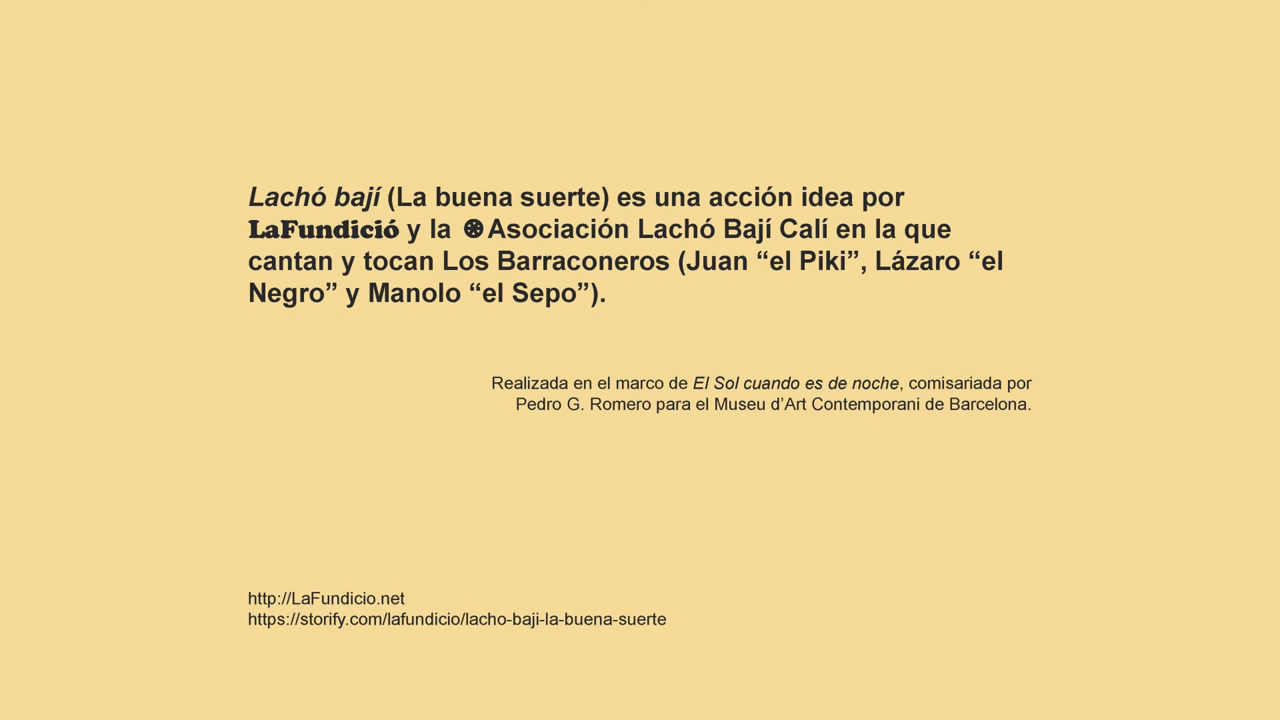 Lachó bají (La buena suerte) es una acción idea por
LaFundició y la ⊛Asociación Lachó Bají Calí en la que
cantan y tocan Los Barraconeros (Juan “el Piki”, Lázaro “el
Negro” y Manolo “el Sepo”).
Realizada en el marco de El Sol cuando es de noche, comisariada por
Pedro G. Romero para el Museu d’Art Contemporani de Barcelona.
http://LaFundicio.net
https://storify.com/lafundicio/lacho-baji-la-buena-suerte